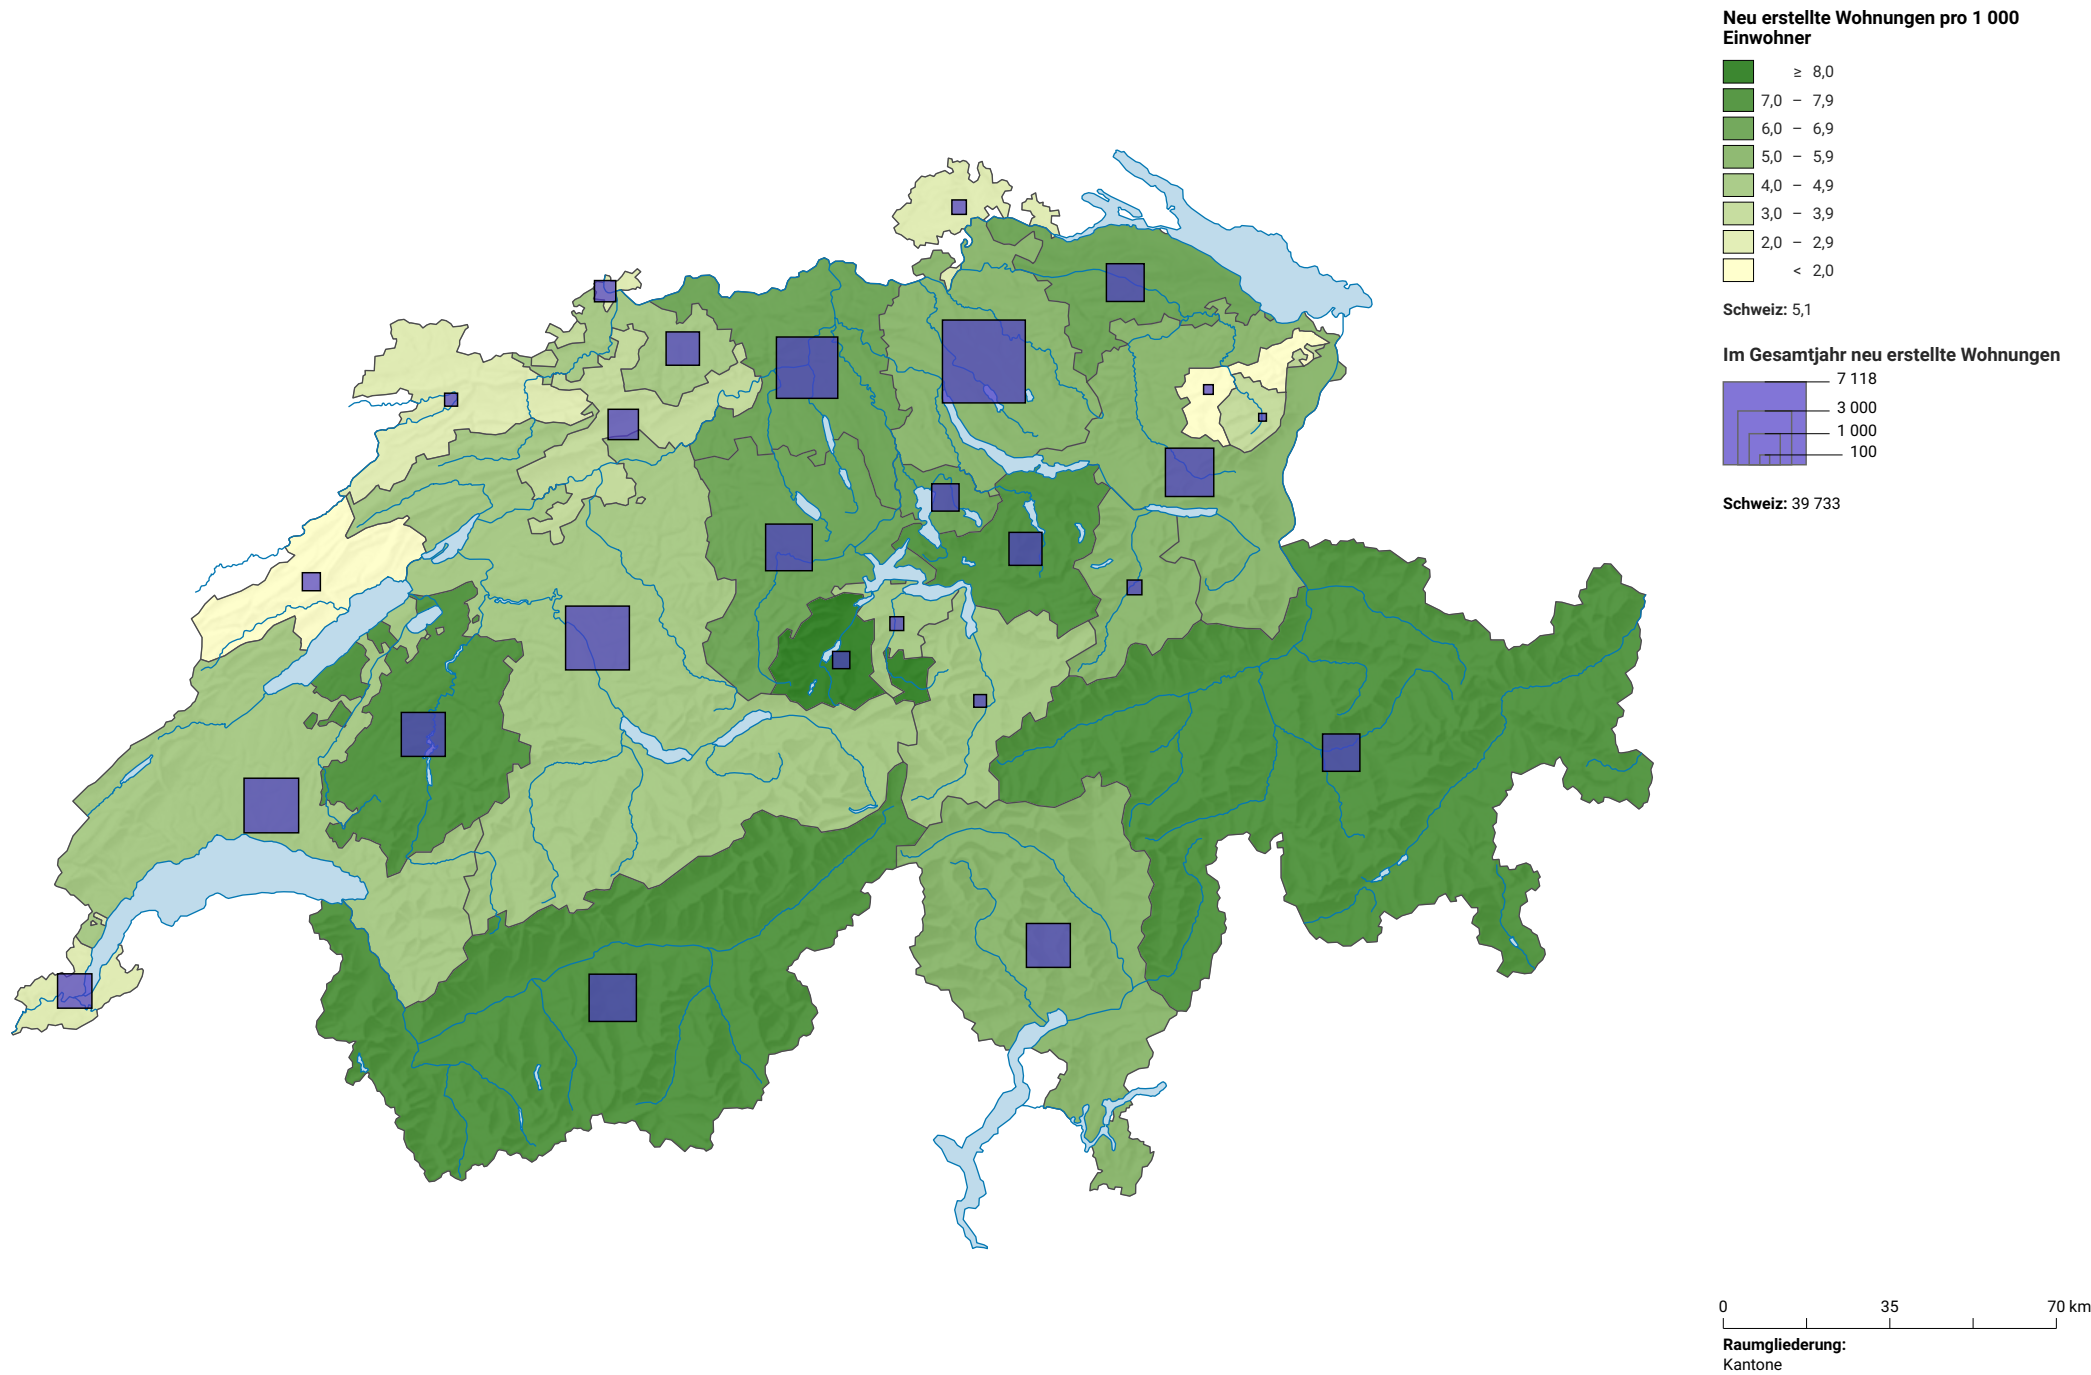 Neu erstellte Wohnungen pro 1 000
Einwohner
≥ 8,0
7,0 – 7,9
6,0 – 6,9
5,0 – 5,9
4,0 – 4,9
3,0 – 3,9
2,0 – 2,9
< 2,0
Schweiz: 5,1
Im Gesamtjahr neu erstellte Wohnungen
7 118
3 000
1 000
100
Schweiz: 39 733
0 35 70 km
Raumgliederung:
Kantone